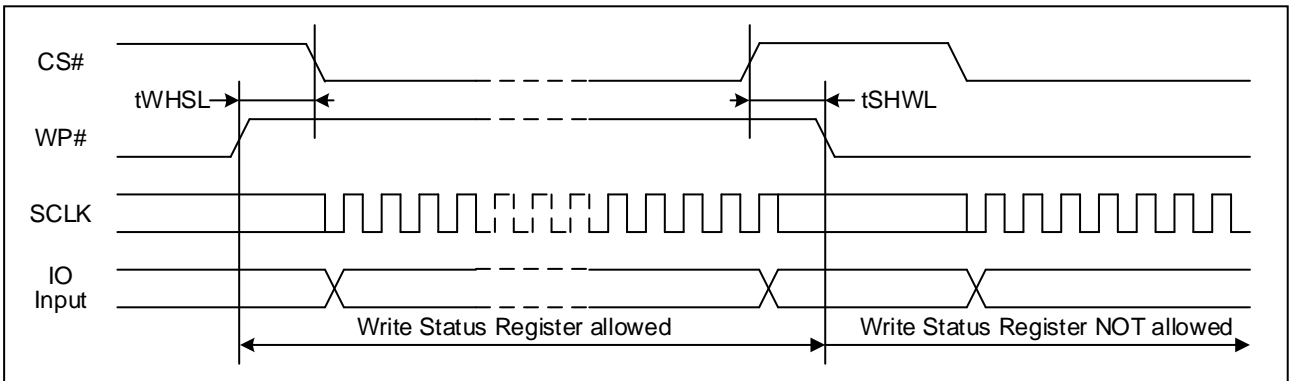 CS#
tWHSL
tSHWL
WP#
SCLK
IO
Input
Write Status Register allowed
Write Status Register NOT allowed